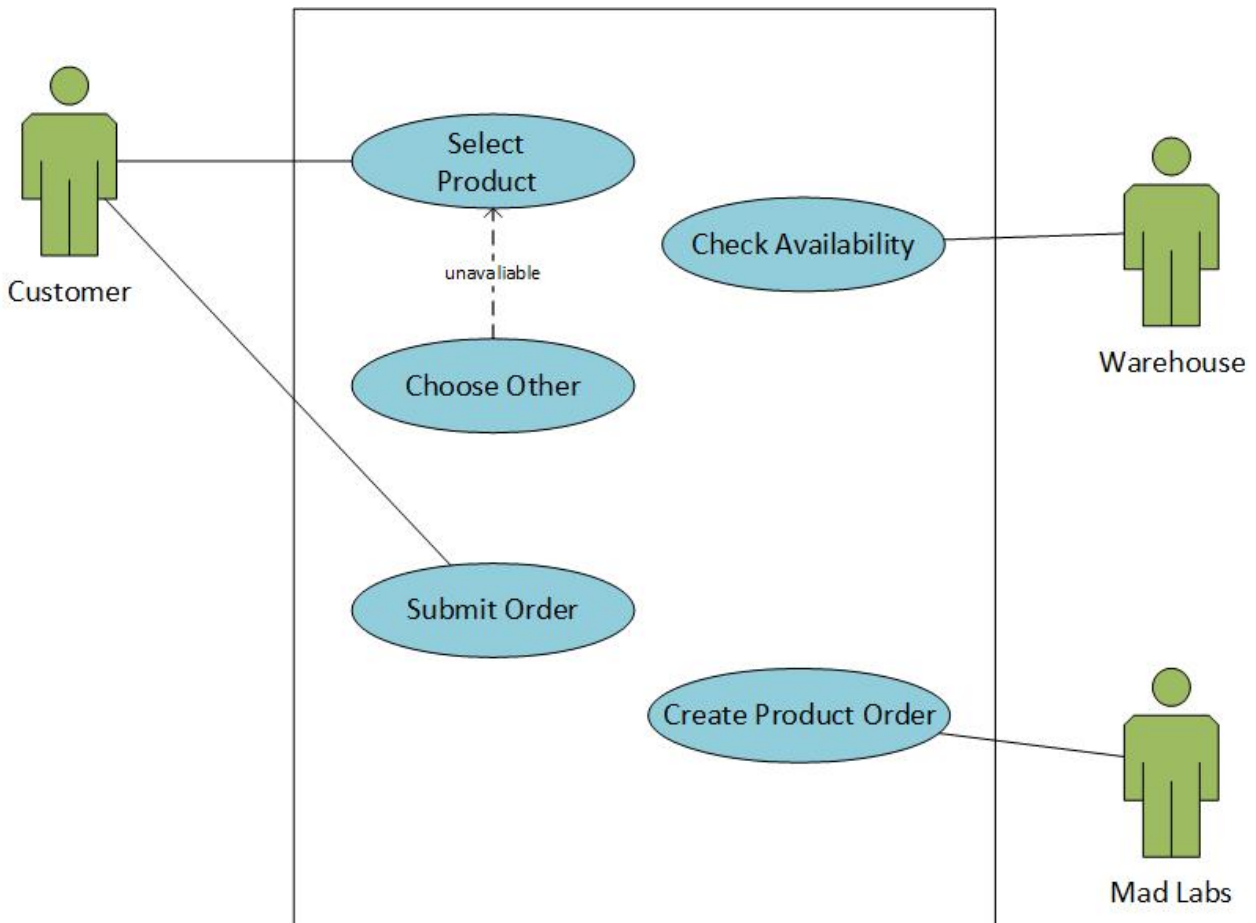 Select
Product
Check Availability
unavaliable
Customer
Warehouse
Choose Other
Submit Order
Create Product Order
Mad Labs